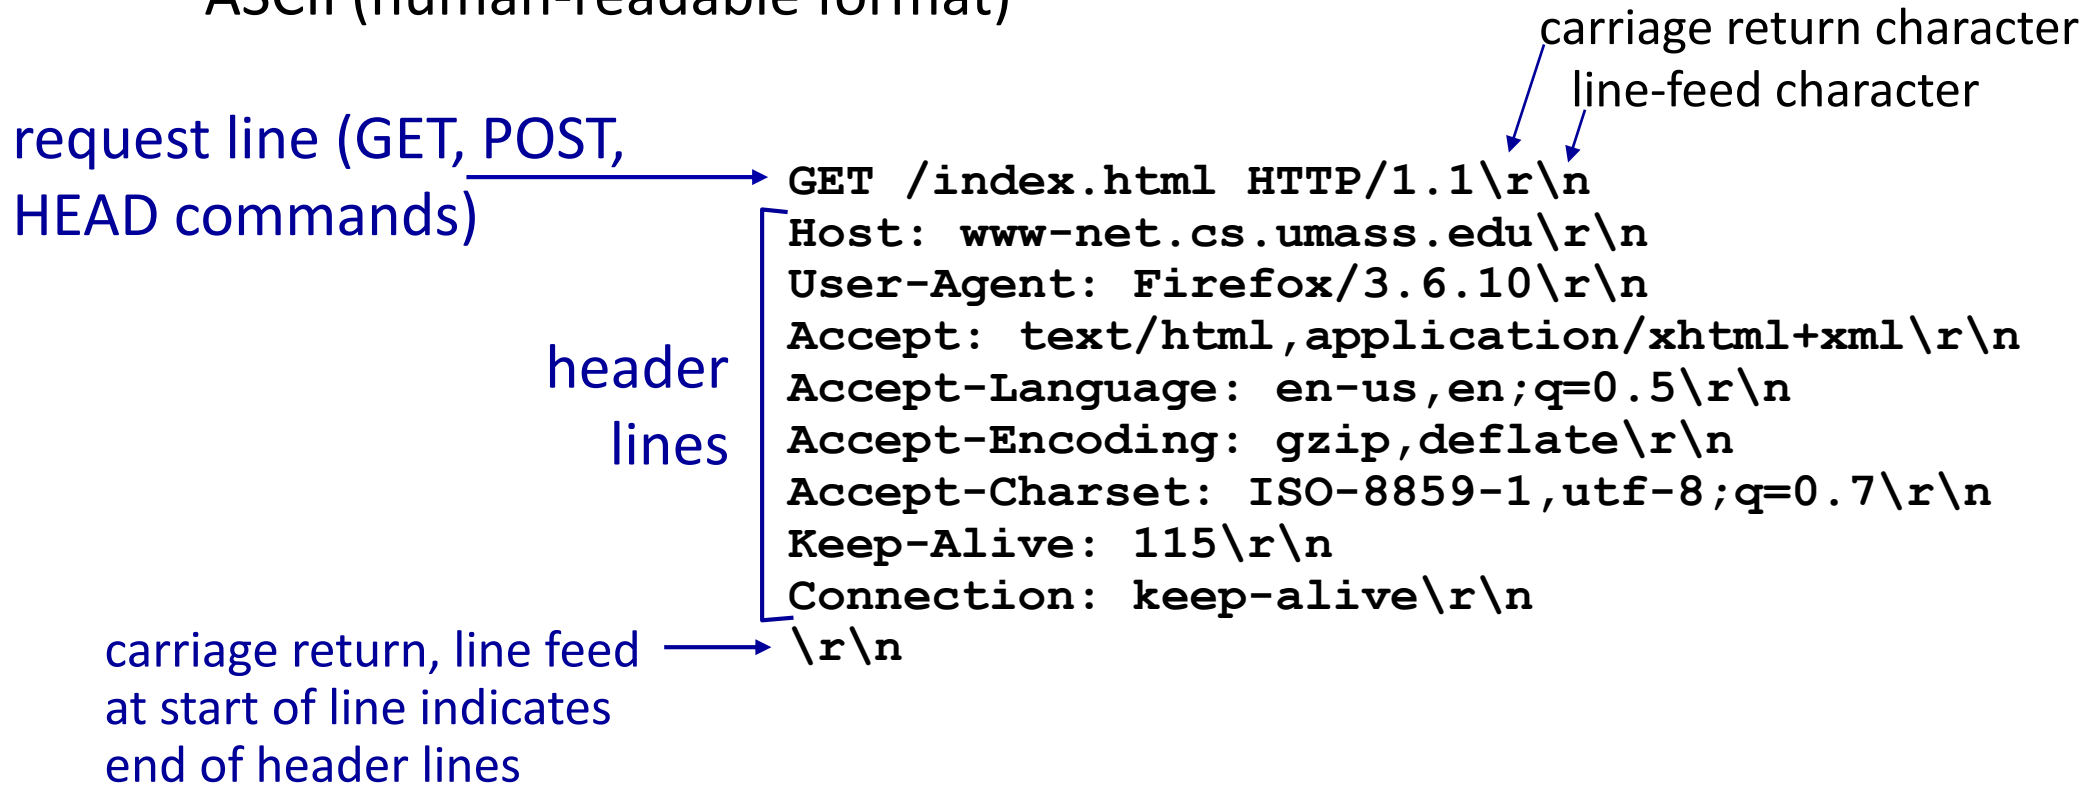 ASCII (human-readable format)
carriage return character
line-feed character
request line (GET, POST,
HEAD commands)
GET /index.html HTTP/1.1\r\n
Host: www-net.cs.umass.edu\r\n
User-Agent: Firefox/3.6.10\r\n
Accept: text/html,application/xhtml+xml\r\n
header
lines
Accept-Language: en-us,en;q=0.5\r\n
Accept-Encoding: gzip,deflate\r\n
Accept-Charset: ISO-8859-1,utf-8;q=0.7\r\n
Keep-Alive: 115\r\n
Connection: keep-alive\r\n
\r\n
carriage return, line feed
at start of line indicates
end of header lines